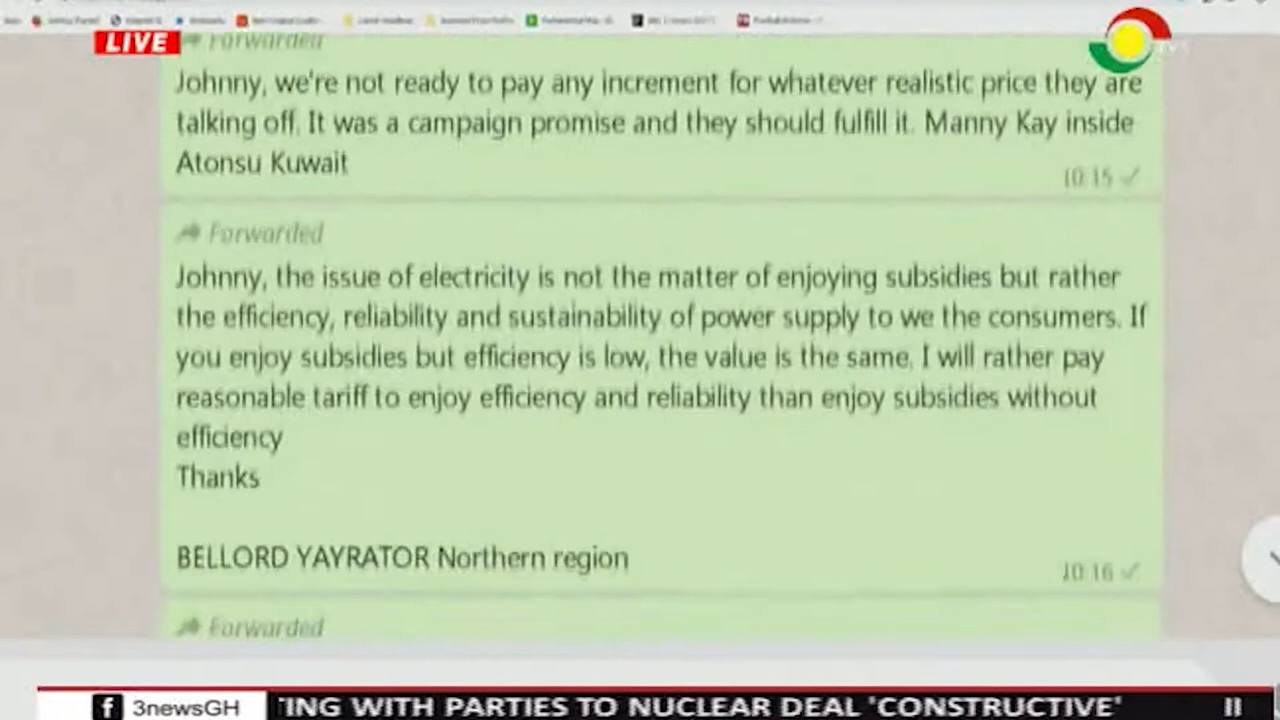 LIVE
Forwarded
Johnny, we're not ready to pay any increment for whatever realistic price they are
talking off. It was a campaign promise and they should fulfill it. Manny Kay inside
Atonsu Kuwait
10:15
Forwarded
Johnny, the issue of electricity is not the matter of enjoying subsidies but rather
the efficiency, reliability and sustainability of power supply to we the consumers. If
you enjoy subsidies but efficiency is low, the value is the same. I will rather pay
reasonable tariff to enjoy efficiency and reliability than enjoy subsidies without
efficiency
Thanks
BELLORD YAYRATOR Northern region
10:16
Forwarded
f 3newsGH
'ING WITH PARTIES TO NUCLEAR DEAL 'CONSTRUCTIVE'